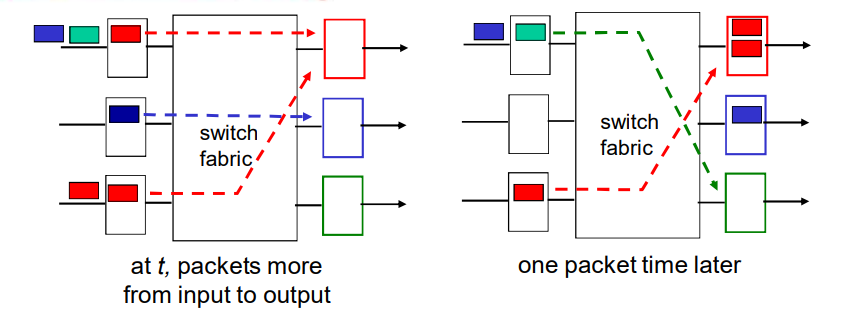 switch
fabric
at t, packets more
from input to output
switch
fabric
one packet time later